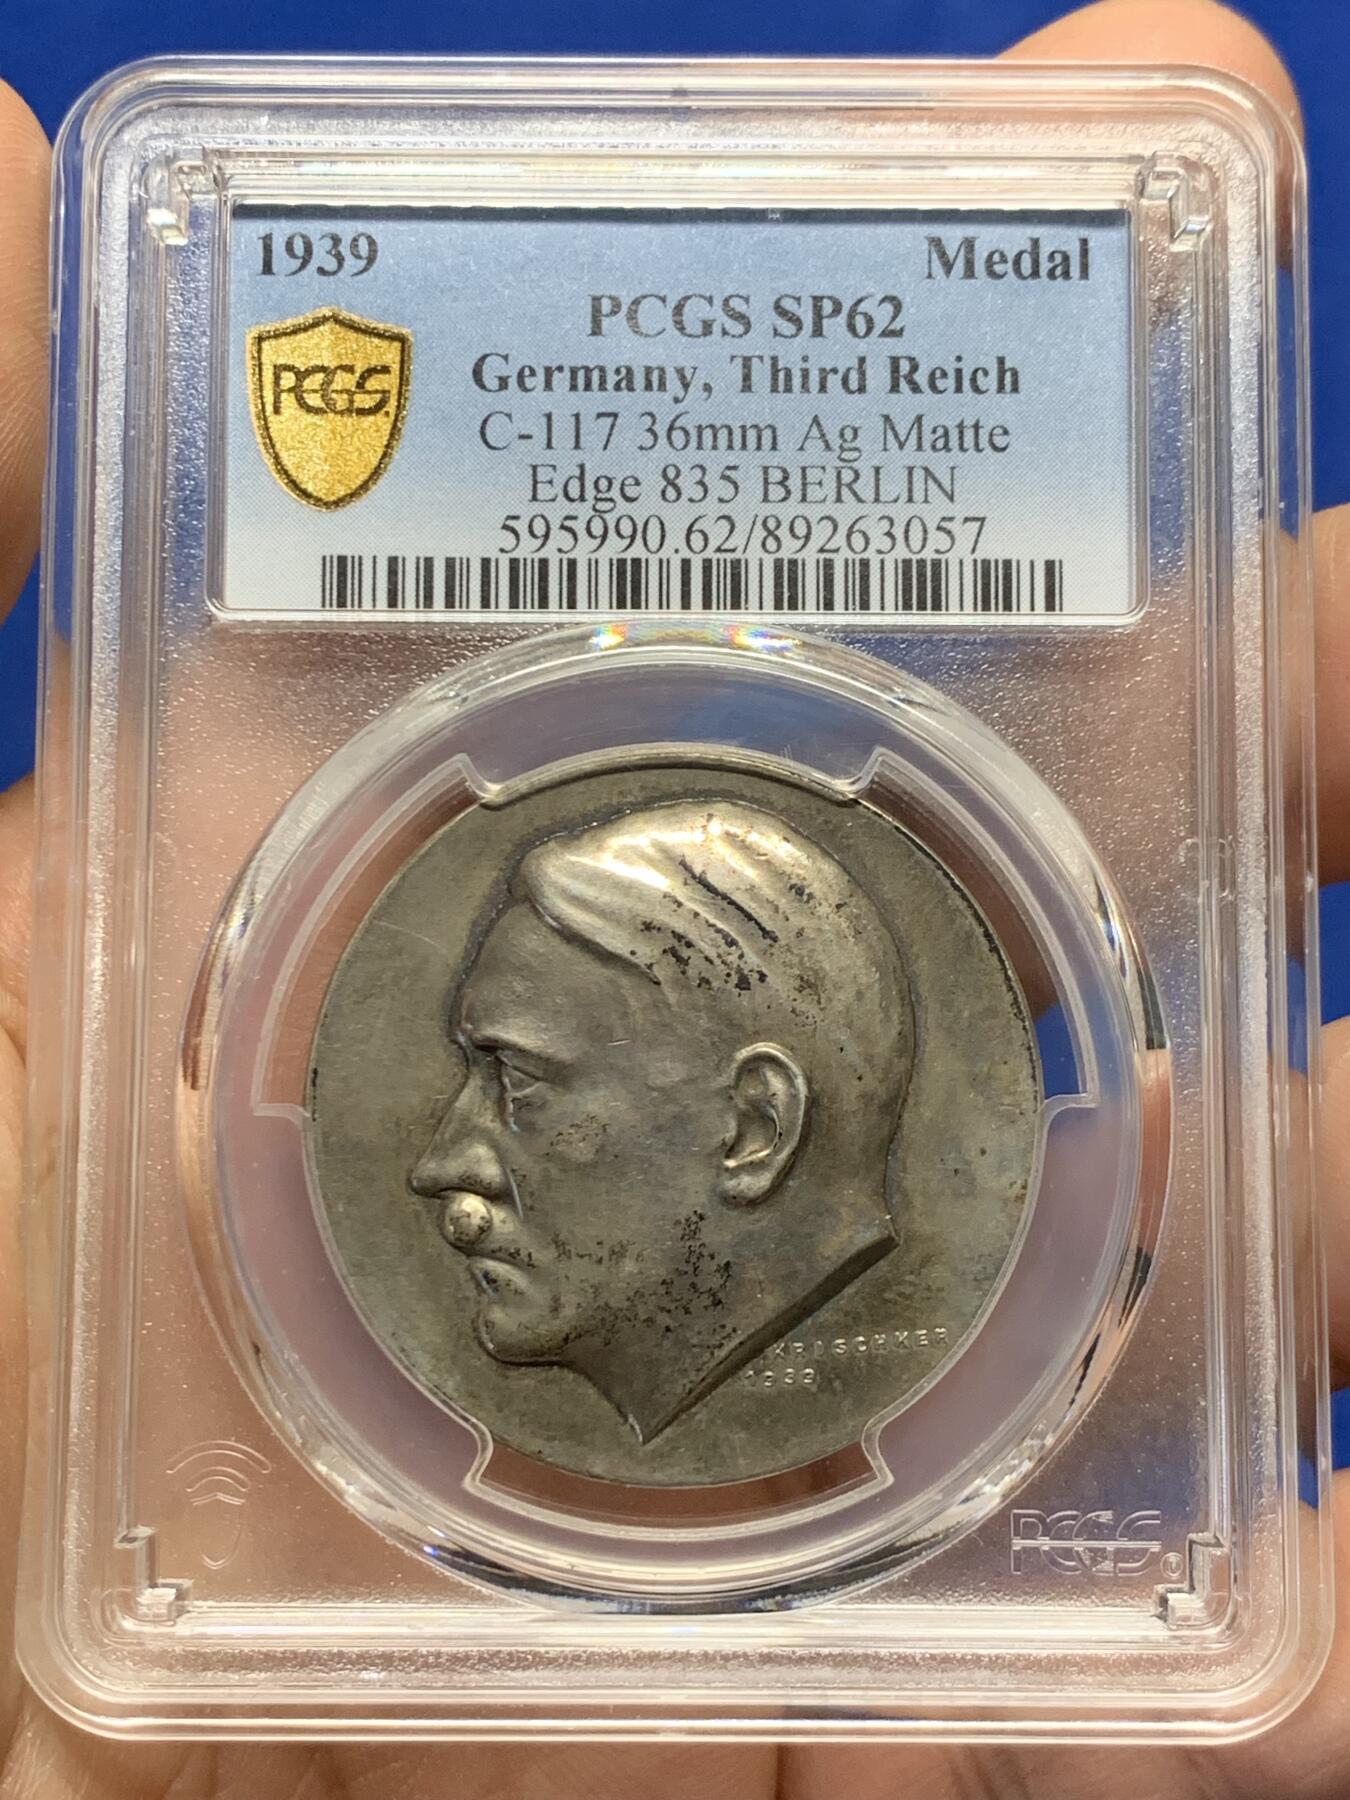 1939 Medal
PCGS SP62
PCGS
Germany, Third Reich
C-117 36mm Ag Matte
Edge 835 BERLIN
595990.62/89263057
KRISCHKER
1939
PCGS